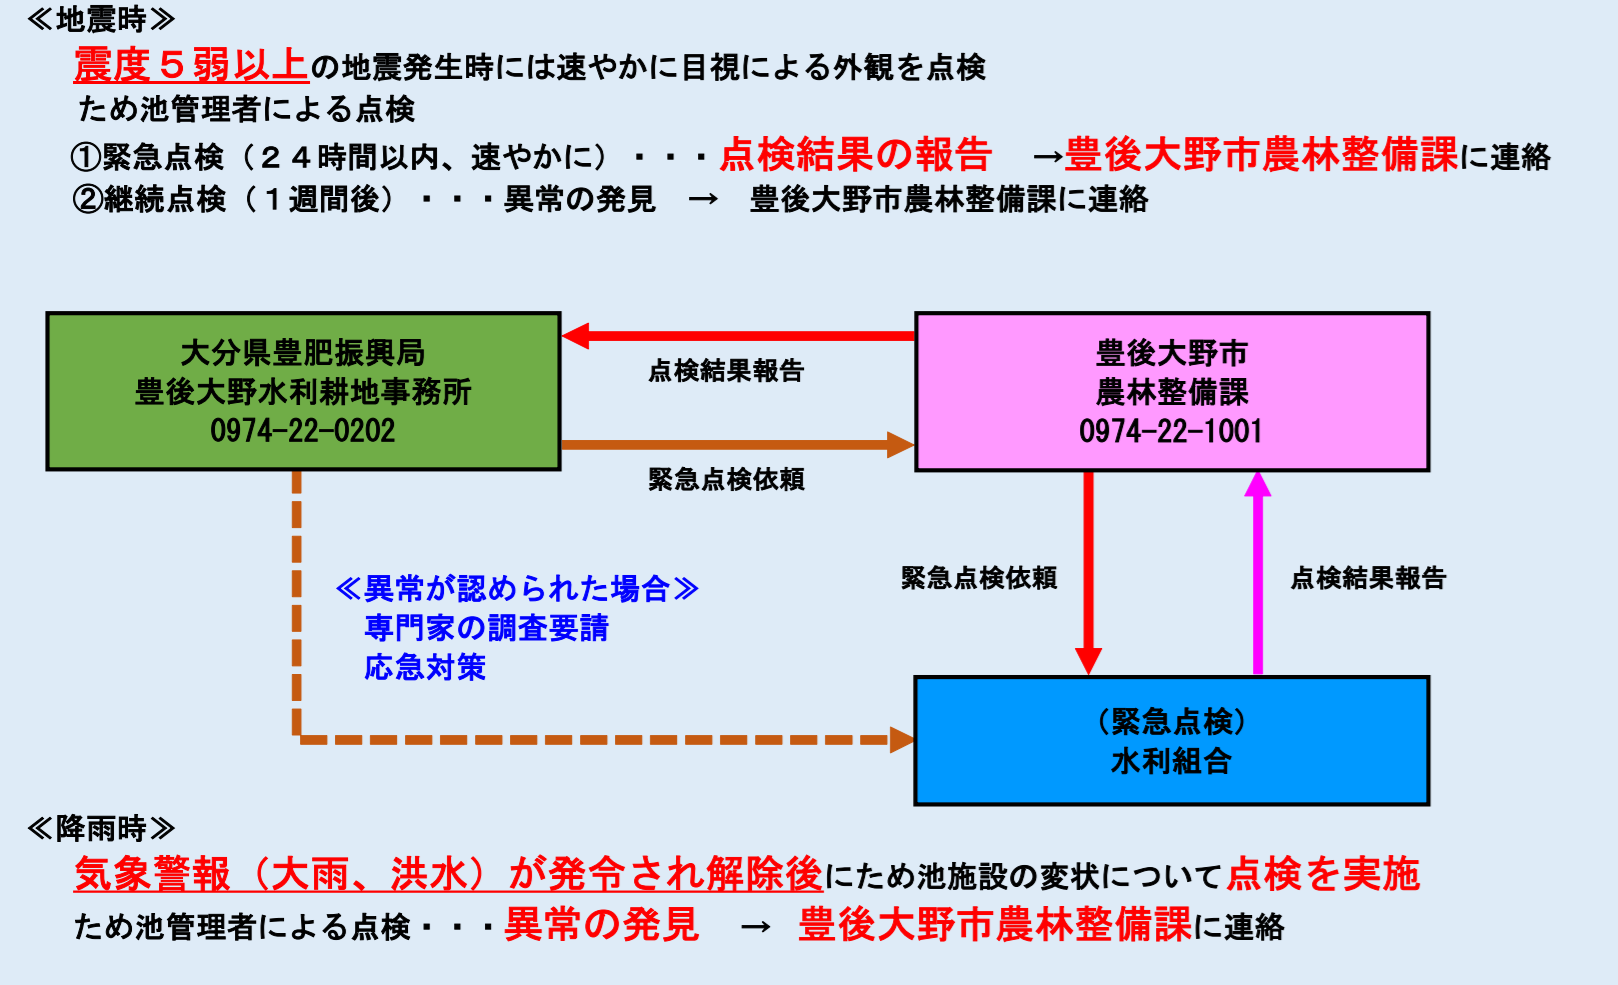 ≪地震時≫
震度５弱以上の地震発生時には速やかに目視による外観を点検
ため池管理者による点検
①緊急点検（２４時間以内、速やかに）・・・点検結果の報告　→豊後大野市農林整備課に連絡
②継続点検（１週間後）・・・異常の発見　→　豊後大野市農林整備課に連絡
大分県豊肥振興局
豊後大野水利耕地事務所
0974-22-0202
点検結果報告
緊急点検依頼
豊後大野市
農林整備課
0974-22-1001
≪異常が認められた場合≫
専門家の調査要請
応急対策
緊急点検依頼
点検結果報告
（緊急点検）
水利組合
≪降雨時≫
気象警報（大雨、洪水）が発令され解除後にため池施設の変状について点検を実施
ため池管理者による点検・・・異常の発見　→　豊後大野市農林整備課に連絡